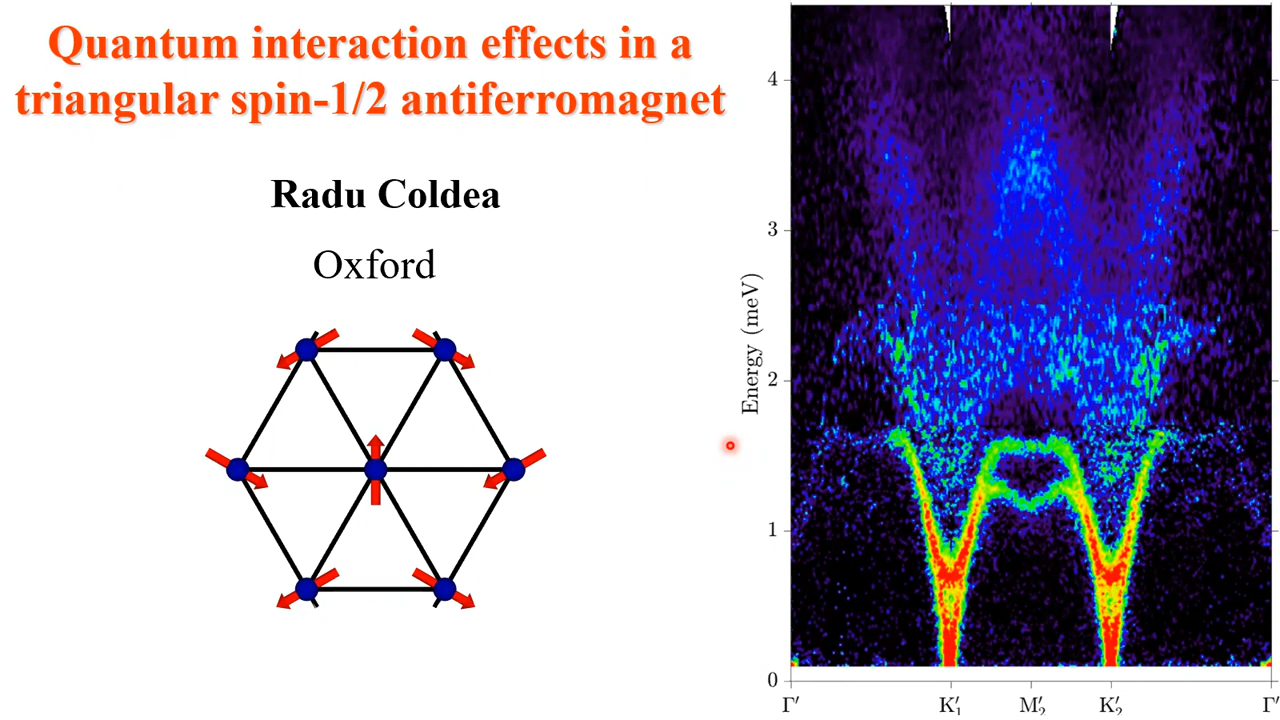 Quantum interaction effects in a
triangular spin-1/2 antiferromagnet
Radu Coldea
Oxford
Energy (meV)
4
3
2
1
0
Γ′
K′₁
M′₂
K′₂
Γ′